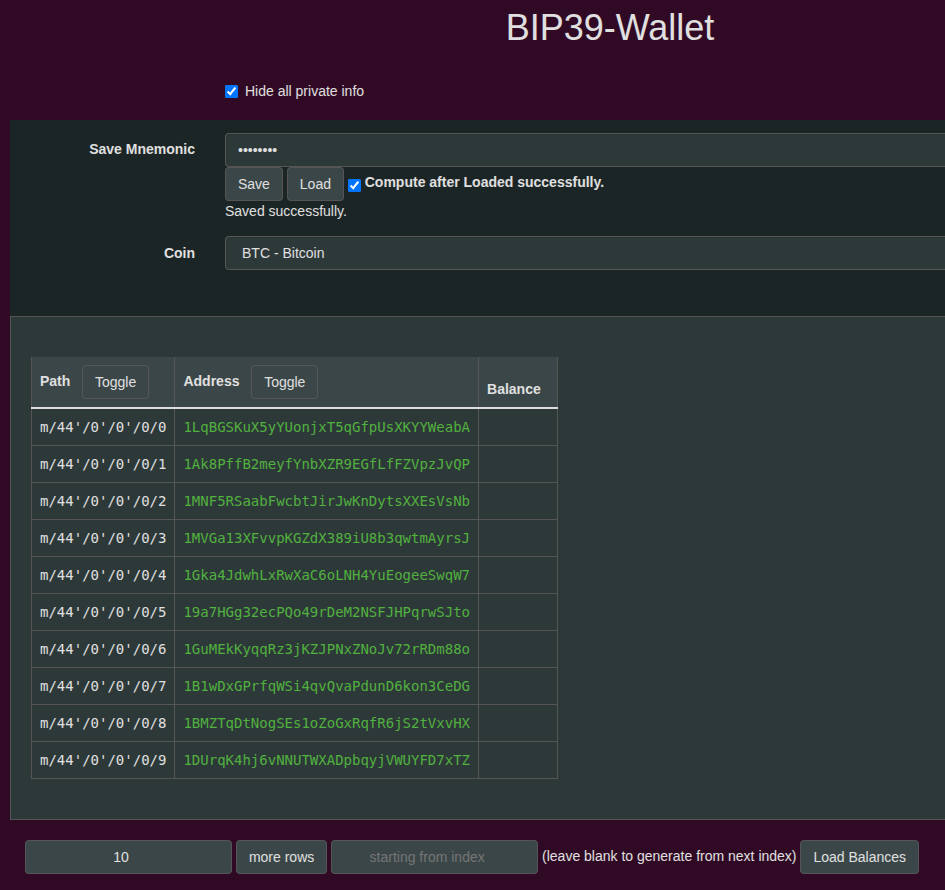 BIP39-Wallet
Hide all private info
Save Mnemonic ••••••••
Save Load Compute after Loaded successfully.
Saved successfully.
Coin BTC - Bitcoin
Path Toggle Address Toggle Balance
m/44'/0'/0'/0/0 1LqBGSKuX5yYUonjxT5qGfpUsXKYYWeabA
m/44'/0'/0'/0/1 1Ak8PffB2meyfYnbXZR9EGfLfFZVpzJvQP
m/44'/0'/0'/0/2 1MNF5RSaabFwcbtJirJwKnDytsXXEsVsNb
m/44'/0'/0'/0/3 1MVGa13XFvvpKGZdX389iU8b3qwtmAyrsJ
m/44'/0'/0'/0/4 1Gka4JdwhLxRwXaC6oLNH4YuEogeeSwqW7
m/44'/0'/0'/0/5 19a7HGg32ecPQo49rDeM2NSFJHPqrwSJto
m/44'/0'/0'/0/6 1GuMEkKyqqRz3jKZJPNxZNoJv72rRDm88o
m/44'/0'/0'/0/7 1B1wDxGPrfqWSi4qvQvaPdunD6kon3CeDG
m/44'/0'/0'/0/8 1BMZTqDtNogSEs1oZoGxRqfR6jS2tVxvHX
m/44'/0'/0'/0/9 1DUrqK4hj6vNNUTWXADpbqyjVWUYFD7xTZ
10 more rows starting from index (leave blank to generate from next index) Load Balances